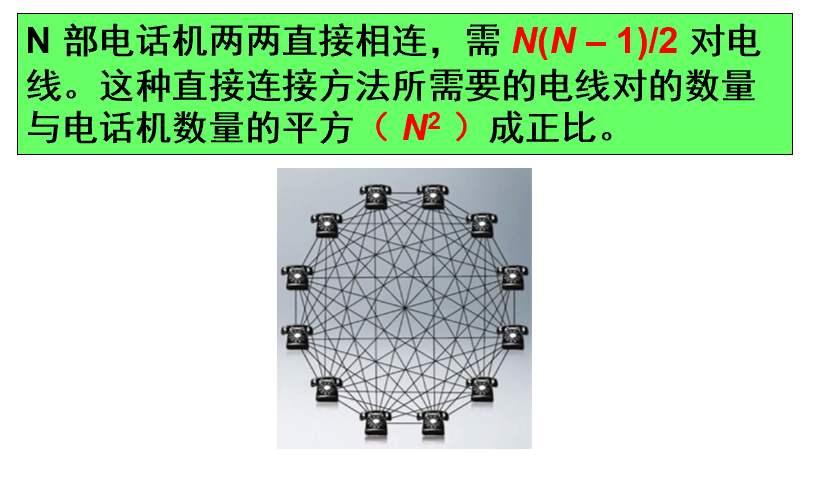 N 部电话机两两直接相连，需 N(N – 1)/2 对电
线。这种直接连接方法所需要的电线对的数量
与电话机数量的平方（ N² ）成正比。